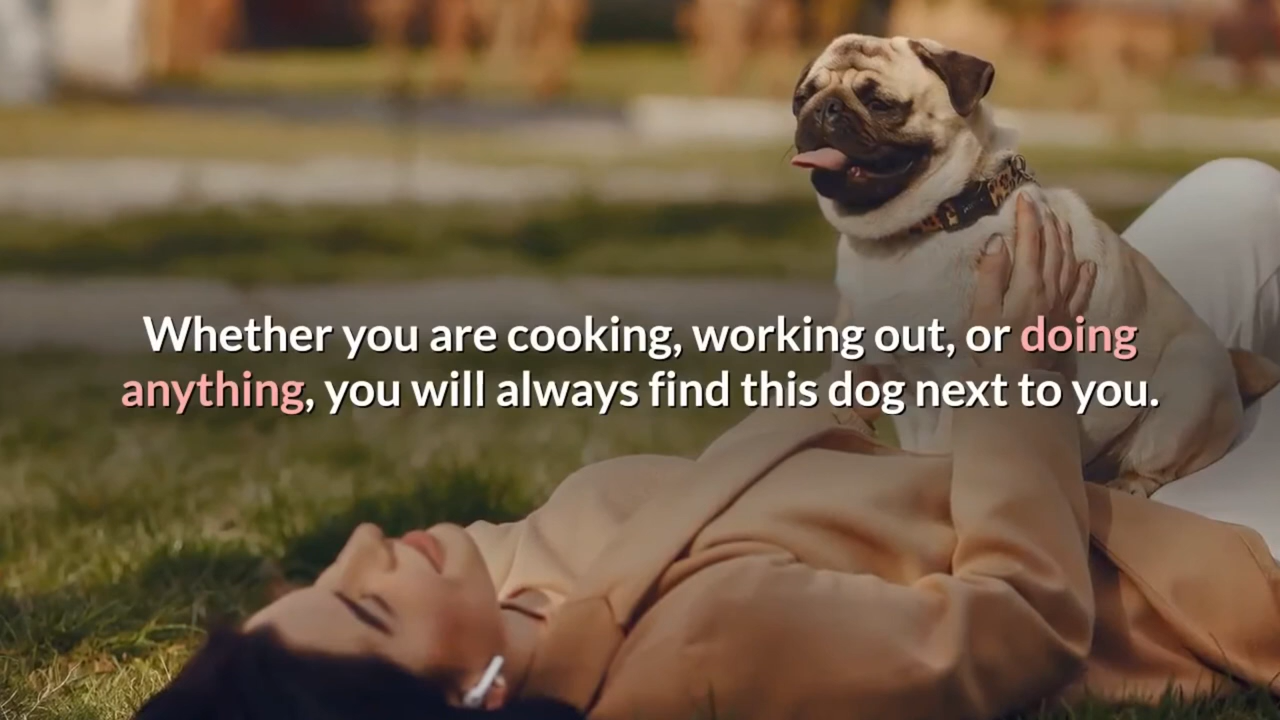 Whether you are cooking, working out, or doing
anything, you will always find this dog next to you.